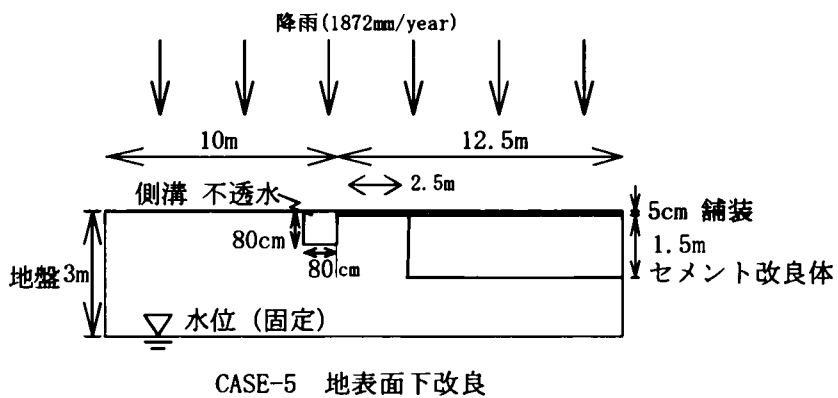 降雨(1872mm/year)
10m
12.5m
側溝 不透水
2.5m
5cm 舗装
80cm
1.5m
80cm
セメント改良体
地盤3m
水位 (固定)
CASE-5 地表面下改良